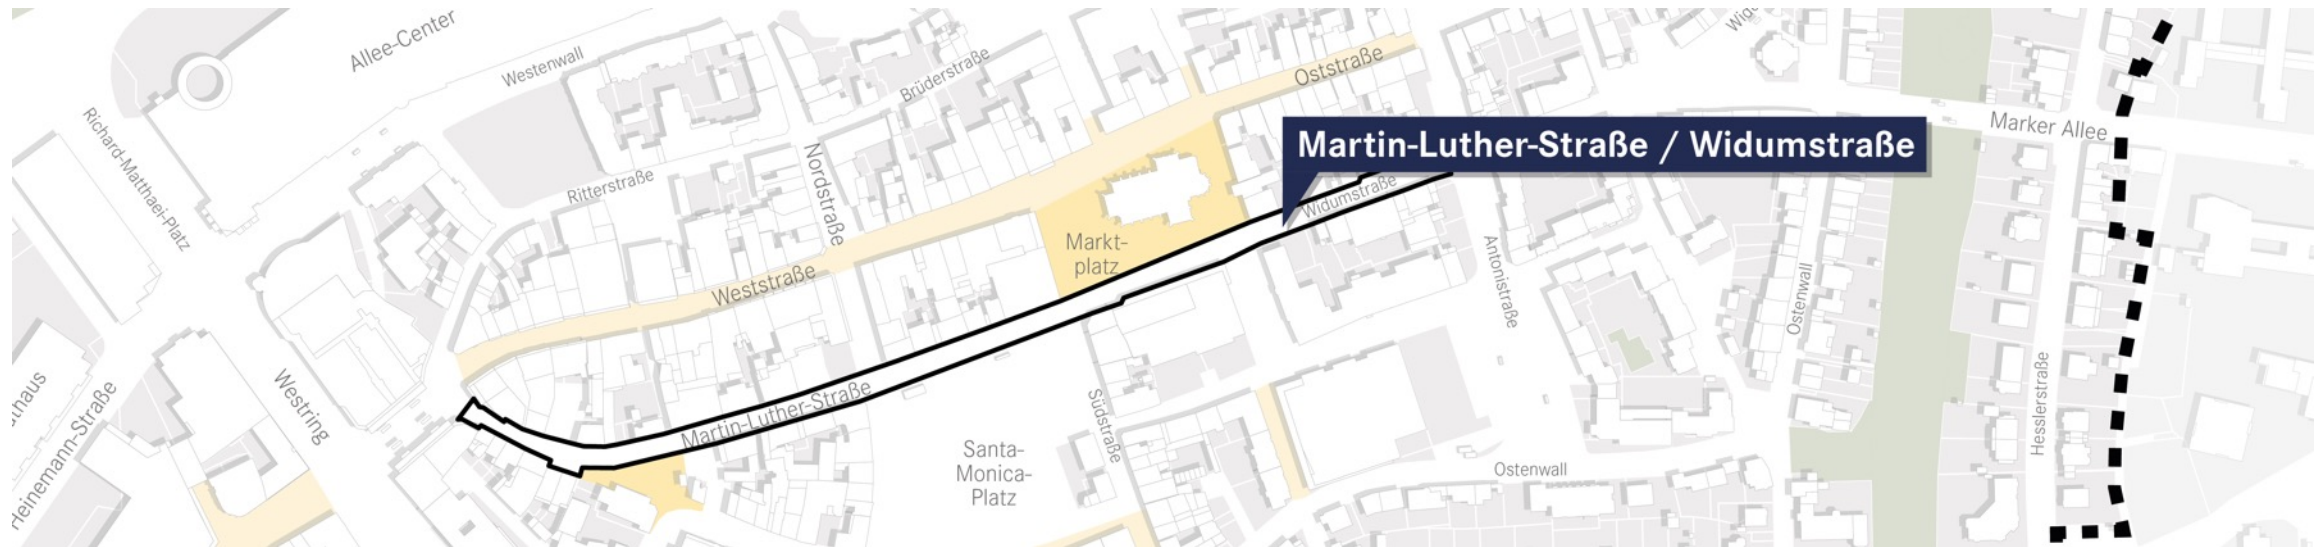 Allee-Center
Westenwall
Brüderstraße
Oststraße
Richard-Matthaei-Platz
Ritterstraße
Nordstraße
Marker Allee
Martin-Luther-Straße / Widumstraße
Widumstraße
Markt-
platz
Weststraße
Antonistraße
Ostenwall
Hesslerstraße
Heinemann-Straße
Westring
Martin-Luther-Straße
Südstraße
Santa-
Monica-
Platz
Ostenwall